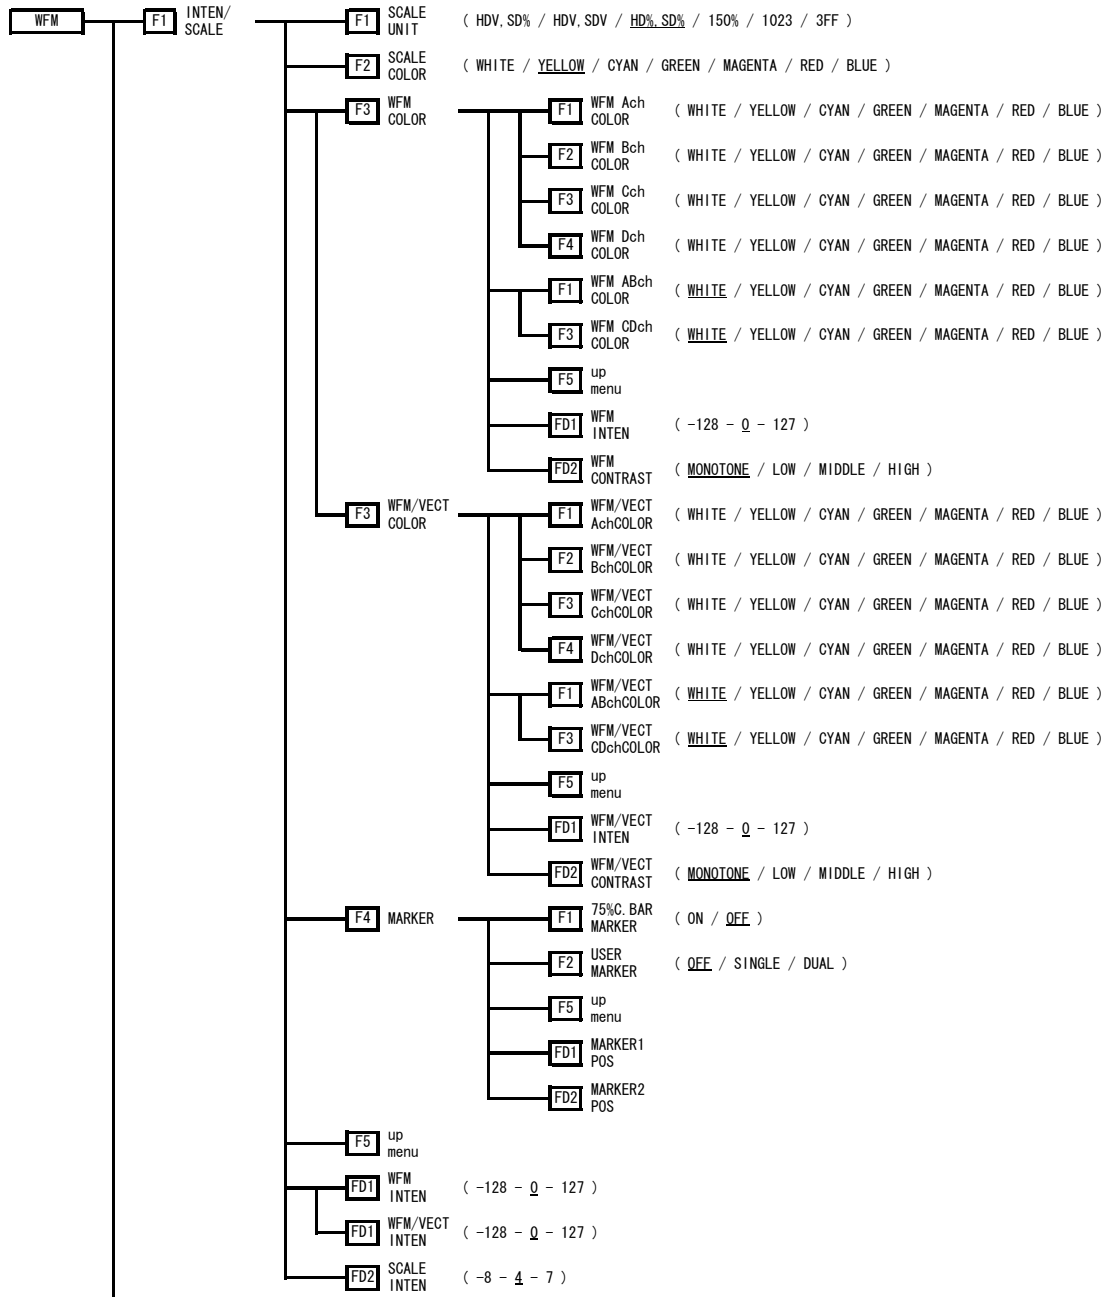 WFM F1 INTEN/ SCALE F1 SCALE UNIT ( HDV,SD% / HDV,SDV / HD%,SD% / 150% / 1023 / 3FF )
F2 SCALE COLOR ( WHITE / YELLOW / CYAN / GREEN / MAGENTA / RED / BLUE )
F3 WFM COLOR F1 WFM Ach COLOR ( WHITE / YELLOW / CYAN / GREEN / MAGENTA / RED / BLUE )
F2 WFM Bch COLOR ( WHITE / YELLOW / CYAN / GREEN / MAGENTA / RED / BLUE )
F3 WFM Cch COLOR ( WHITE / YELLOW / CYAN / GREEN / MAGENTA / RED / BLUE )
F4 WFM Dch COLOR ( WHITE / YELLOW / CYAN / GREEN / MAGENTA / RED / BLUE )
F1 WFM ABch COLOR ( WHITE / YELLOW / CYAN / GREEN / MAGENTA / RED / BLUE )
F3 WFM CDch COLOR ( WHITE / YELLOW / CYAN / GREEN / MAGENTA / RED / BLUE )
F5 up menu
FD1 WFM INTEN ( -128 - 0 - 127 )
FD2 WFM CONTRAST ( MONOTONE / LOW / MIDDLE / HIGH )
F3 WFM/VECT COLOR F1 WFM/VECT AchCOLOR ( WHITE / YELLOW / CYAN / GREEN / MAGENTA / RED / BLUE )
F2 WFM/VECT BchCOLOR ( WHITE / YELLOW / CYAN / GREEN / MAGENTA / RED / BLUE )
F3 WFM/VECT CchCOLOR ( WHITE / YELLOW / CYAN / GREEN / MAGENTA / RED / BLUE )
F4 WFM/VECT DchCOLOR ( WHITE / YELLOW / CYAN / GREEN / MAGENTA / RED / BLUE )
F1 WFM/VECT ABchCOLOR ( WHITE / YELLOW / CYAN / GREEN / MAGENTA / RED / BLUE )
F3 WFM/VECT CDchCOLOR ( WHITE / YELLOW / CYAN / GREEN / MAGENTA / RED / BLUE )
F5 up menu
FD1 WFM/VECT INTEN ( -128 - 0 - 127 )
FD2 WFM/VECT CONTRAST ( MONOTONE / LOW / MIDDLE / HIGH )
F4 MARKER F1 75%C.BAR MARKER ( ON / OFF )
F2 USER MARKER ( OFF / SINGLE / DUAL )
F5 up menu
FD1 MARKER1 POS
FD2 MARKER2 POS
F5 up menu
FD1 WFM INTEN ( -128 - 0 - 127 )
FD1 WFM/VECT INTEN ( -128 - 0 - 127 )
FD2 SCALE INTEN ( -8 - 4 - 7 )